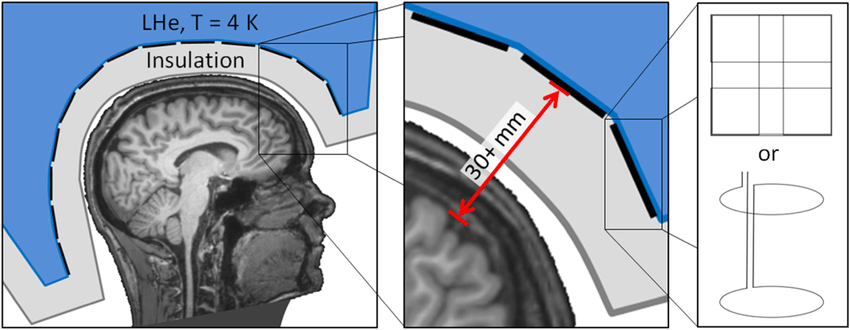 LHe, T = 4 K
Insulation
30+ mm
or